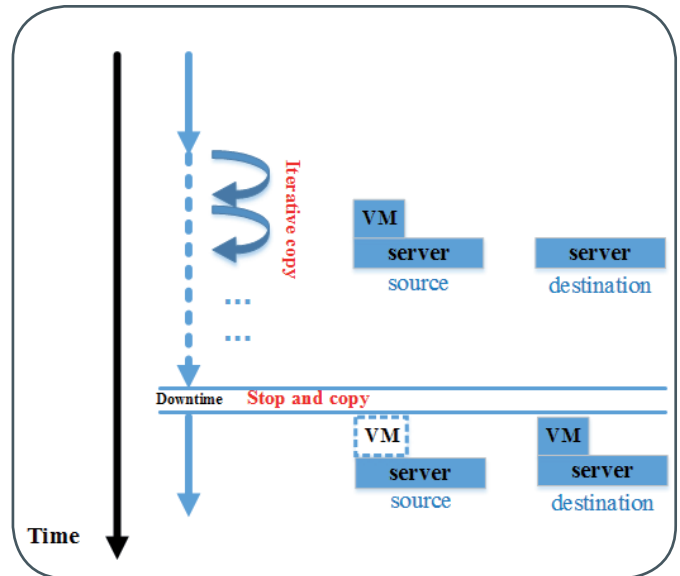 Iterative copy
VM
server server
source destination
...
...
Downtime Stop and copy
VM VM
server server
source destination
Time